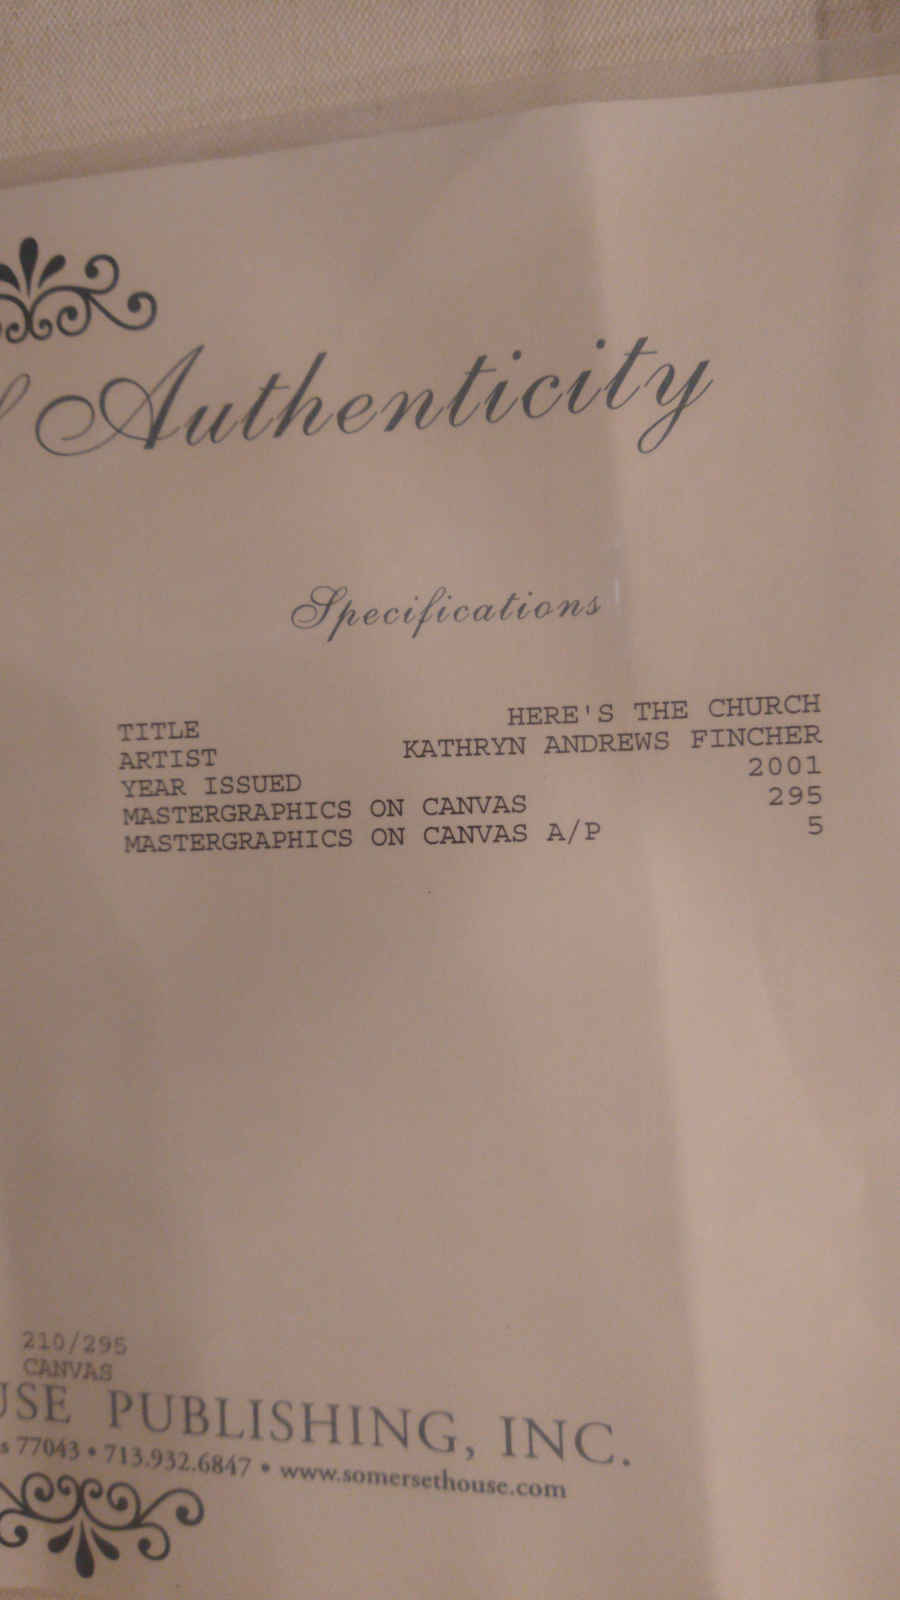 Authenticity
Specifications
TITLE HERE'S THE CHURCH
ARTIST KATHRYN ANDREWS FINCHER
YEAR ISSUED 2001
MASTERGRAPHICS ON CANVAS 295
MASTERGRAPHICS ON CANVAS A/P 5
210/295
CANVAS
USE PUBLISHING, INC.
s 77043 • 713.932.6847 • www.somersethouse.com